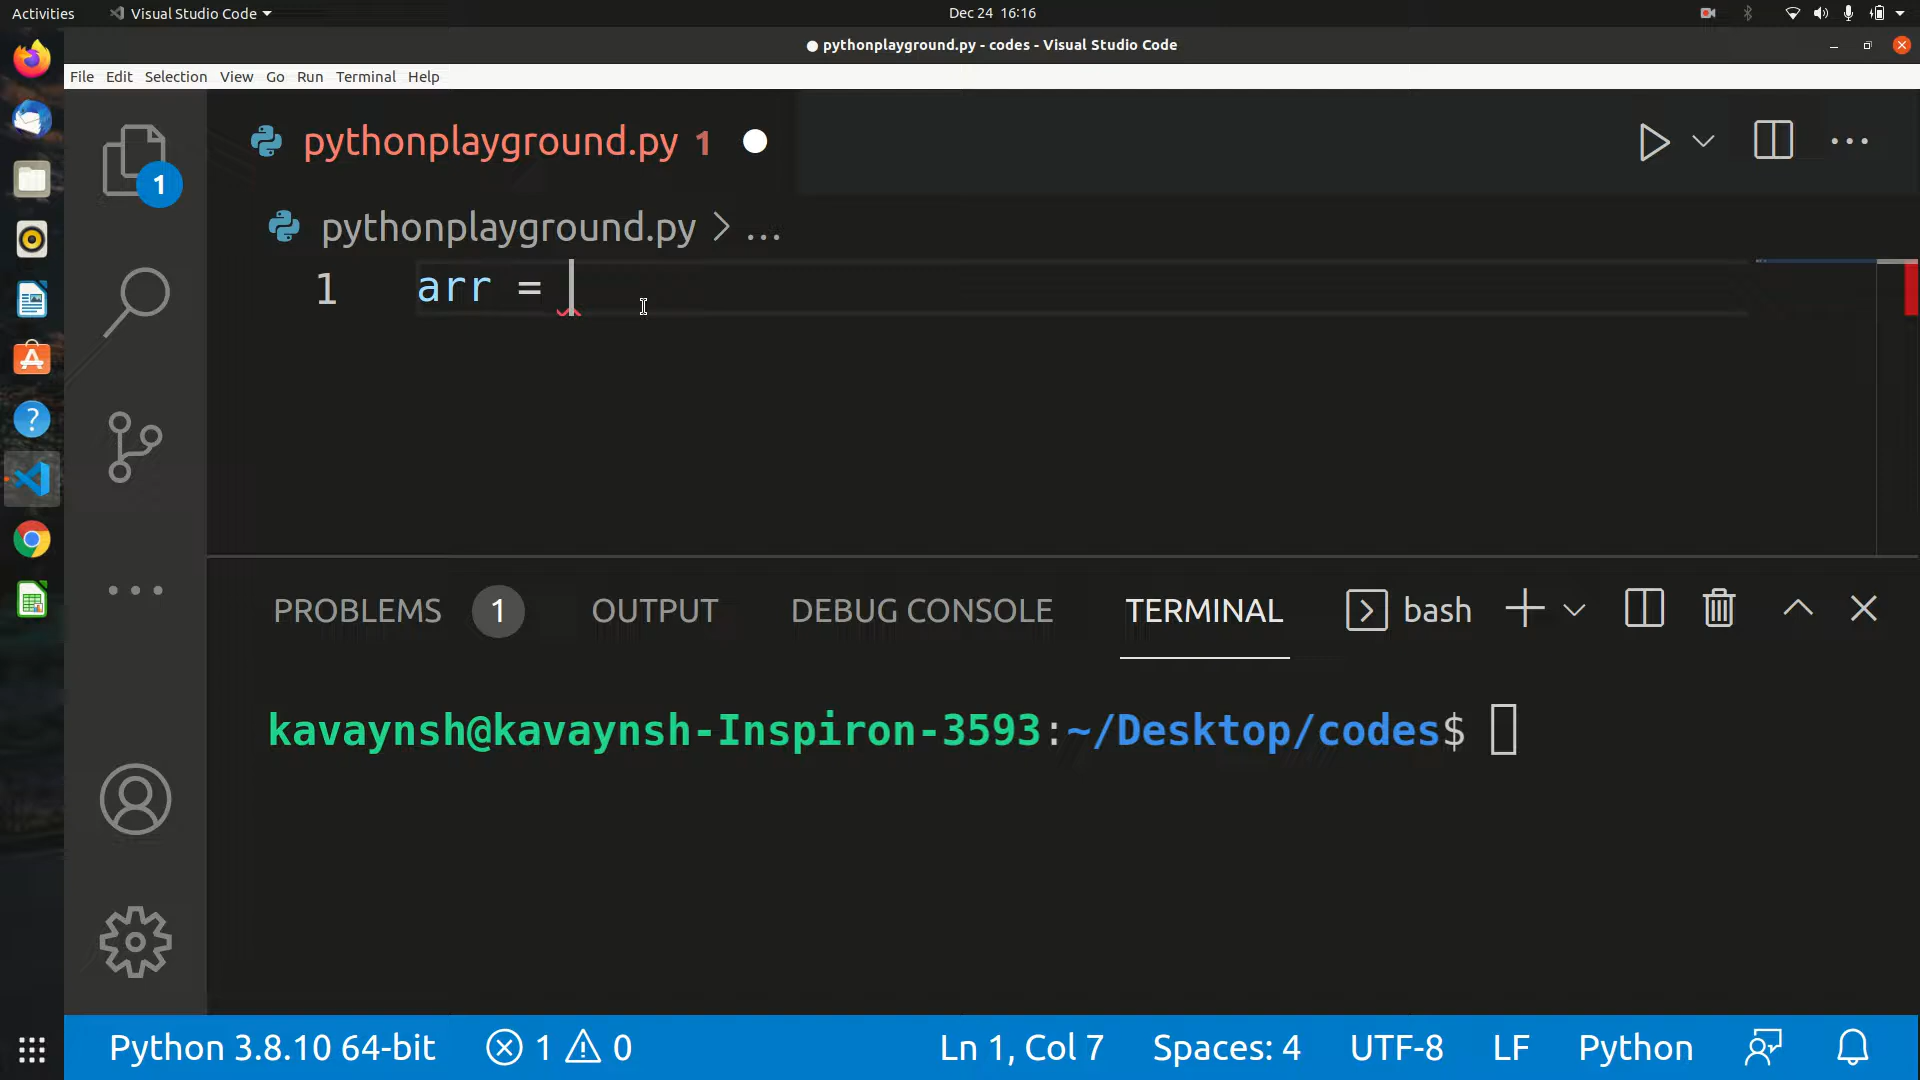 Activities Visual Studio Code Dec 24 16:16
pythonplayground.py - codes - Visual Studio Code
File Edit Selection View Go Run Terminal Help
pythonplayground.py 1
1
pythonplayground.py > ...
1 arr =
PROBLEMS 1 OUTPUT DEBUG CONSOLE TERMINAL bash
kavaynsh@kavaynsh-Inspiron-3593:~/Desktop/codes$
Python 3.8.10 64-bit 1 0 Ln 1, Col 7 Spaces: 4 UTF-8 LF Python